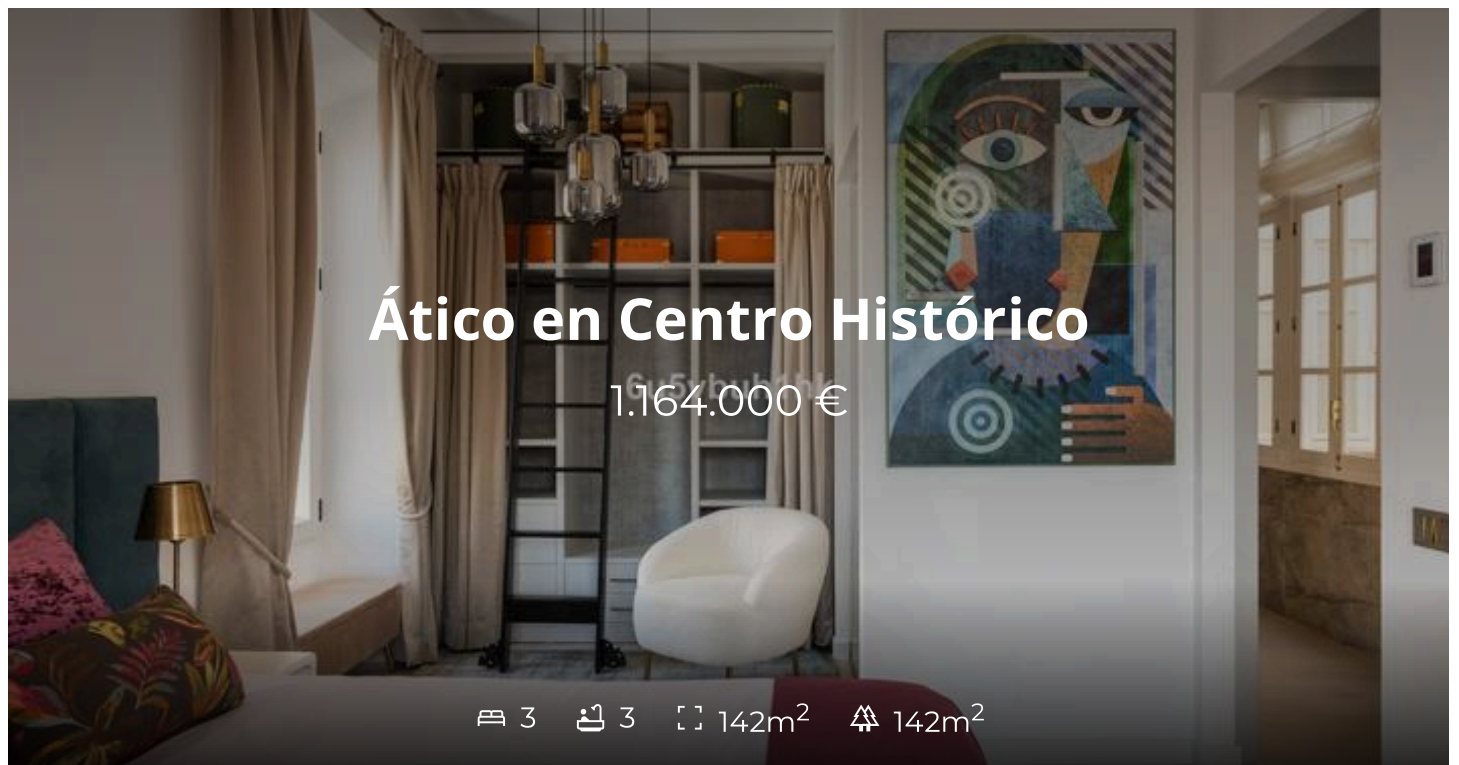 Ático en Centro Histórico
1.164.000 €
3 3 142m² 142m²